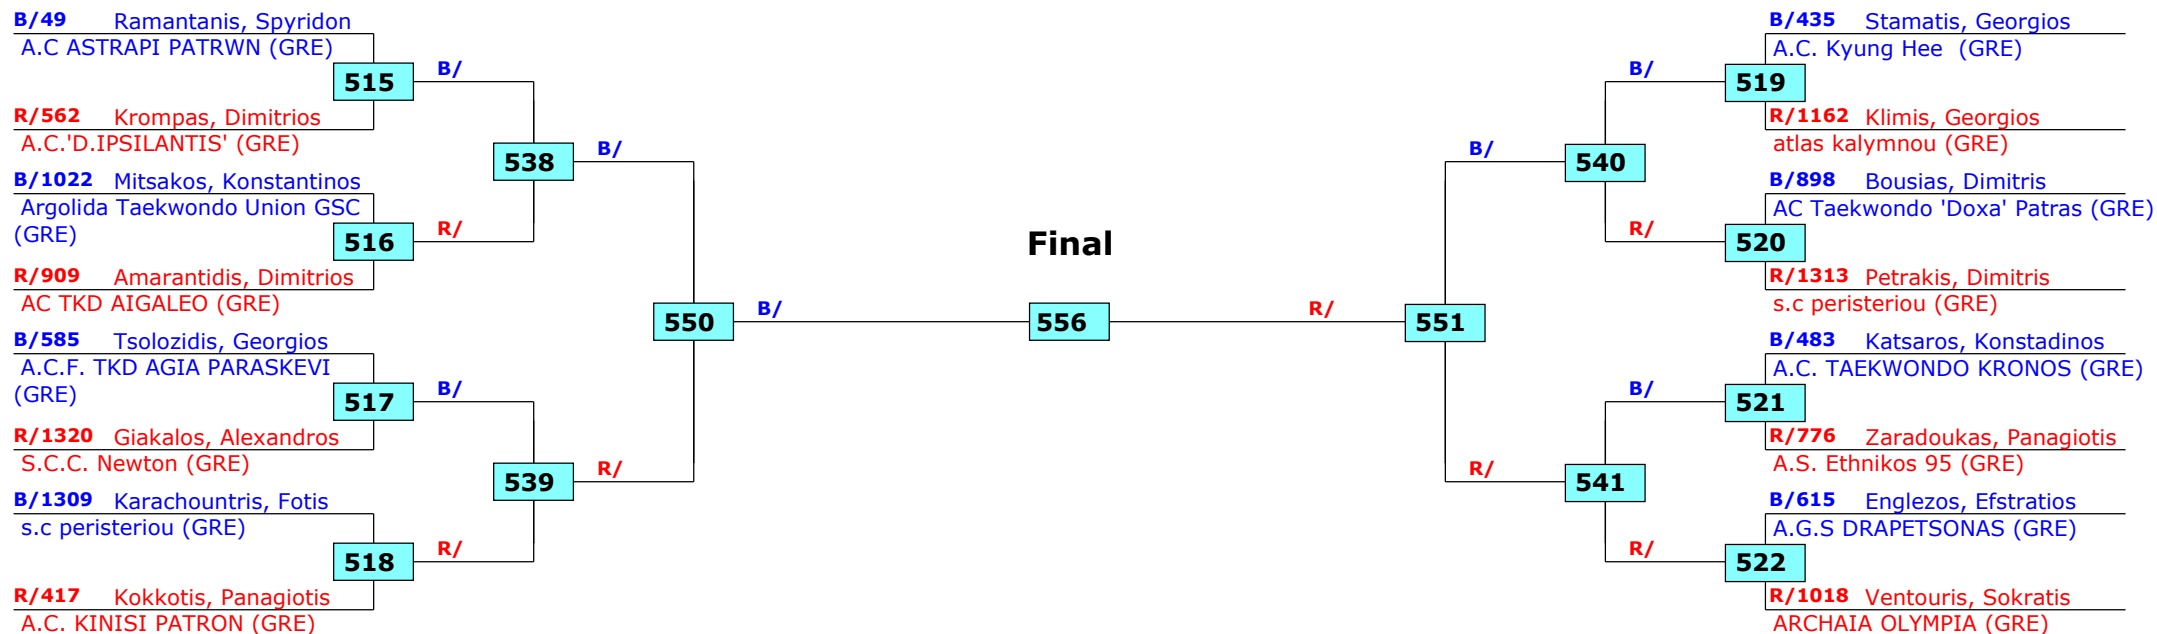 B/49 Ramantanis, Spyridon
A.C ASTRAPI PATRWN (GRE)
515
B/
R/562 Krompas, Dimitrios
A.C.'D.IPSILANTIS' (GRE)
538
B/
B/1022 Mitsakos, Konstantinos
Argolida Taekwondo Union GSC
(GRE)
516
R/
R/909 Amarantidis, Dimitrios
AC TKD AIGALEO (GRE)
550
B/
B/585 Tsolozidis, Georgios
A.C.F. TKD AGIA PARASKEVI
(GRE)
517
B/
R/1320 Giakalos, Alexandros
S.C.C. Newton (GRE)
539
R/
B/1309 Karachountris, Fotis
s.c peristeriou (GRE)
518
R/
R/417 Kokkotis, Panagiotis
A.C. KINISI PATRON (GRE)
Final
556
B/435 Stamatis, Georgios
A.C. Kyung Hee (GRE)
B/
519
R/1162 Klimis, Georgios
atlas kalymnou (GRE)
B/
540
B/898 Bousias, Dimitris
AC Taekwondo 'Doxa' Patras (GRE)
R/
520
R/1313 Petrakis, Dimitris
s.c peristeriou (GRE)
R/
551
B/483 Katsaros, Konstadinos
A.C. TAEKWONDO KRONOS (GRE)
B/
521
R/776 Zaradoukas, Panagiotis
A.S. Ethnikos 95 (GRE)
R/
541
B/615 Englezos, Efstratios
A.G.S DRAPETSONAS (GRE)
R/
522
R/1018 Ventouris, Sokratis
ARCHAIA OLYMPIA (GRE)